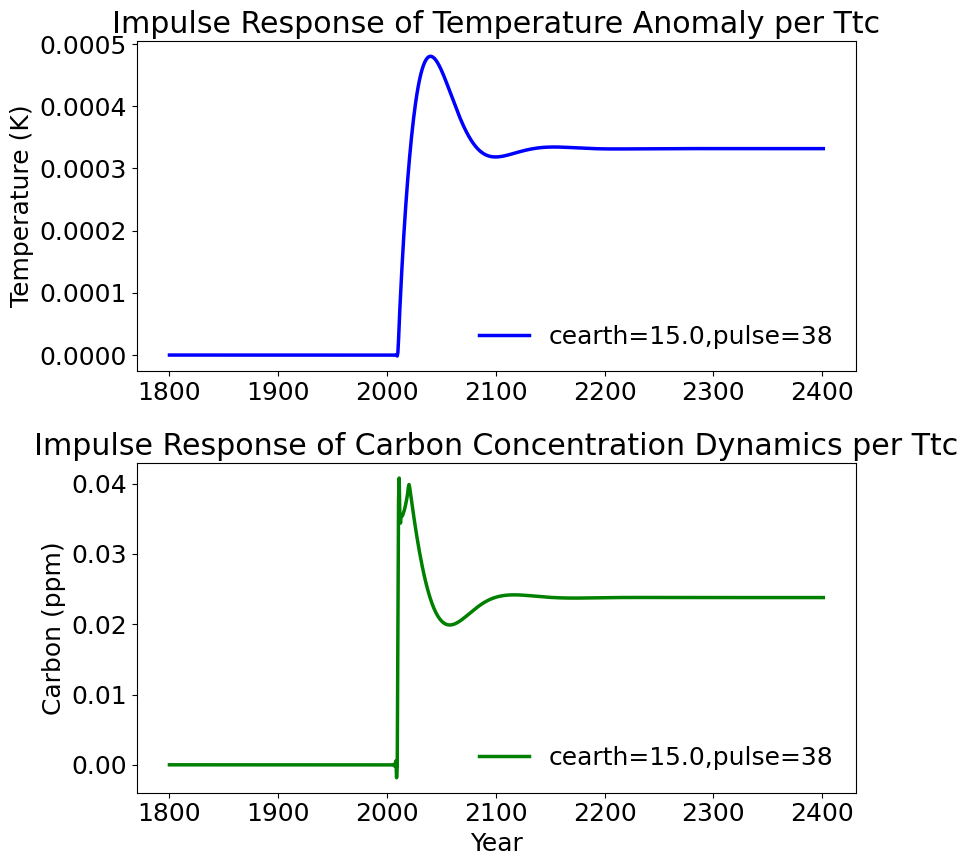 Impulse Response of Temperature Anomaly per Ttc
Temperature (K)
0.0005
0.0004
0.0003
0.0002
0.0001
0.0000
cearth=15.0,pulse=38
1800 1900 2000 2100 2200 2300 2400
Impulse Response of Carbon Concentration Dynamics per Ttc
Carbon (ppm)
0.04
0.03
0.02
0.01
0.00
cearth=15.0,pulse=38
1800 1900 2000 2100 2200 2300 2400
Year